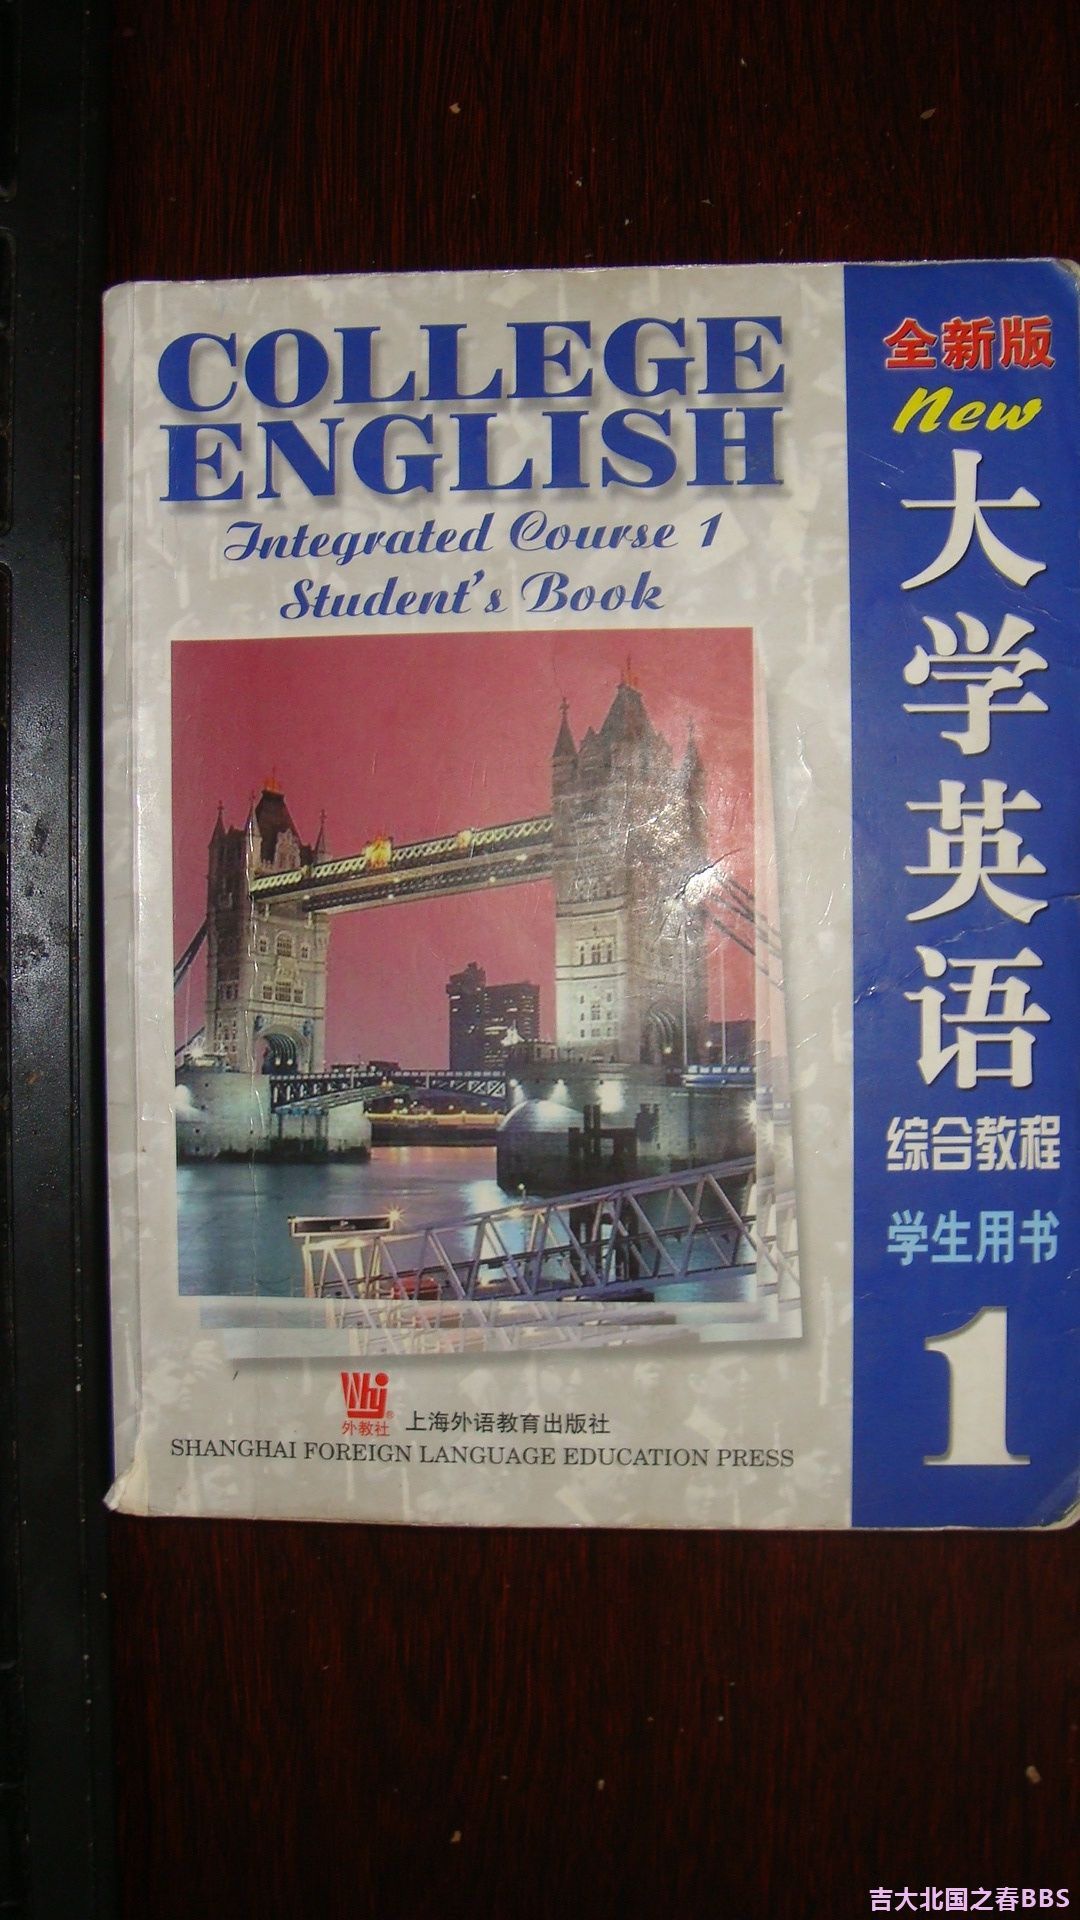 COLLEGE
ENGLISH
Integrated Course 1
Student's Book
Whj
外教社®
上海外语教育出版社
SHANGHAI FOREIGN LANGUAGE EDUCATION PRESS
全新版
New
大学英语
综合教程
学生用书
1
吉大北国之春BBS